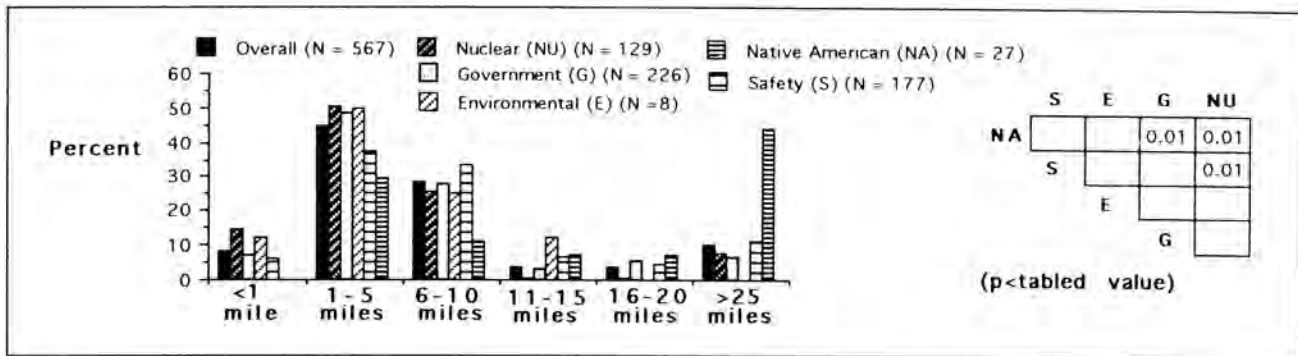 Overall (N = 567)
Nuclear (NU) (N = 129)
Native American (NA) (N = 27)
Government (G) (N = 226)
Safety (S) (N = 177)
Environmental (E) (N =8)
Percent
60
50
40
30
20
10
0
<1 mile
1-5 miles
6-10 miles
11-15 miles
16-20 miles
>25 miles
S E G NU
NA 0.01 0.01
S 0.01
E
G
(p<tabled value)